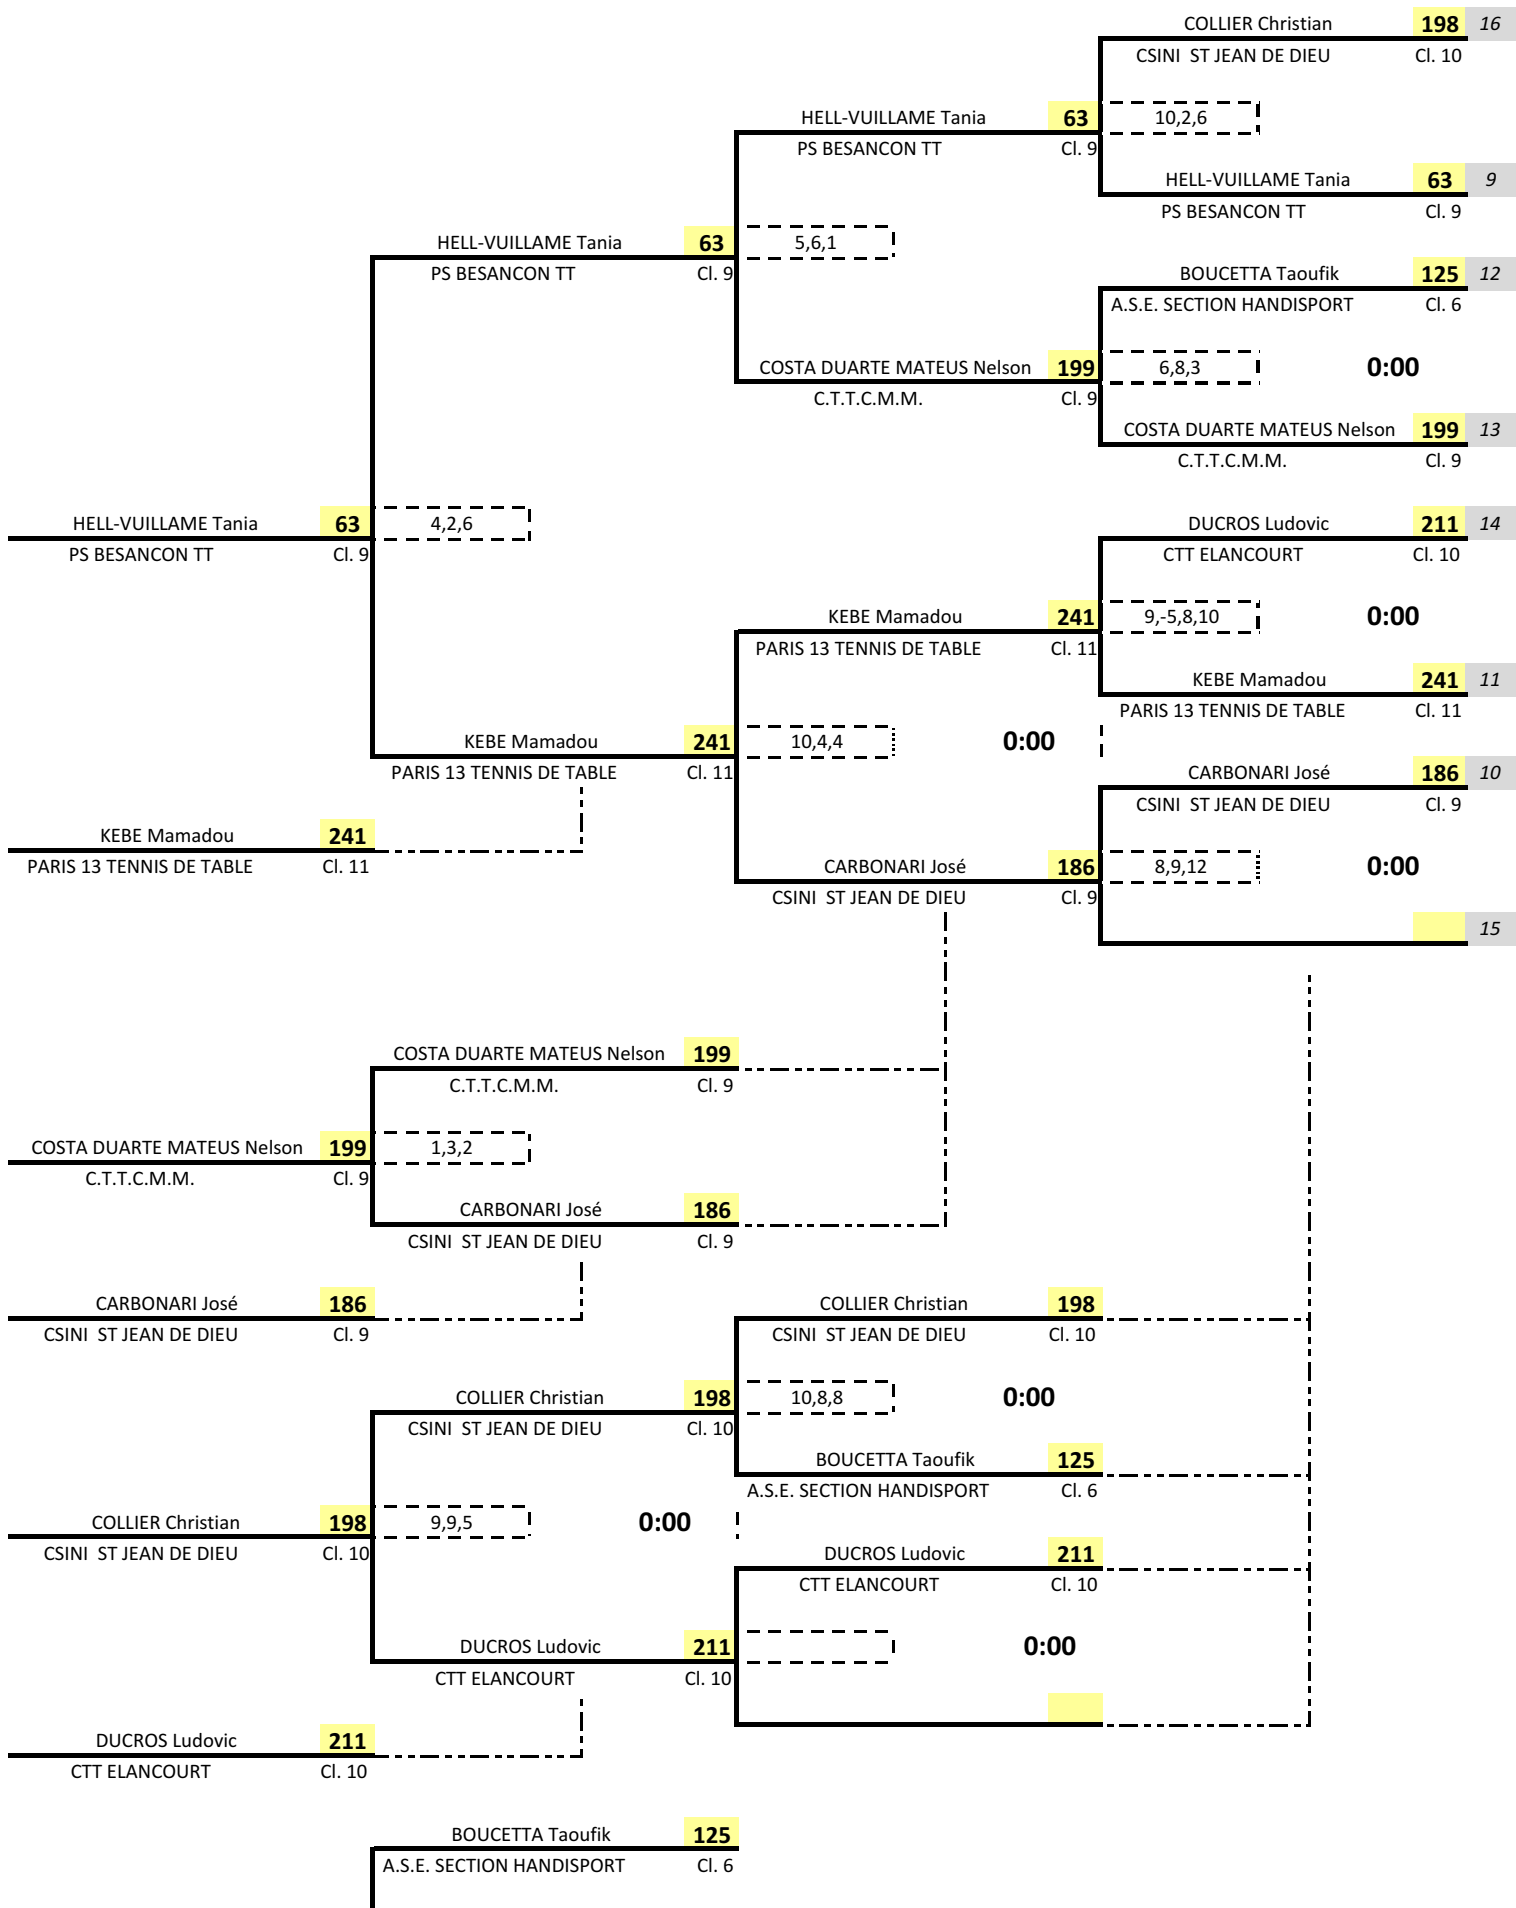 COLLIER Christian 198 16
CSINI ST JEAN DE DIEU Cl. 10
HELL-VUILLAME Tania 63 10,2,6
PS BESANCON TT Cl. 9
HELL-VUILLAME Tania 63 9
PS BESANCON TT Cl. 9
HELL-VUILLAME Tania 63 5,6,1
PS BESANCON TT Cl. 9
BOUCETTA Taoufik 125 12
A.S.E. SECTION HANDISPORT Cl. 6
COSTA DUARTE MATEUS Nelson 199 6,8,3 0:00
C.T.T.C.M.M. Cl. 9
COSTA DUARTE MATEUS Nelson 199 13
C.T.T.C.M.M. Cl. 9
HELL-VUILLAME Tania 63 4,2,6 DUCROS Ludovic 211 14
PS BESANCON TT Cl. 9 CTT ELANCOURT Cl. 10
KEBE Mamadou 241 9,-5,8,10 0:00
PARIS 13 TENNIS DE TABLE Cl. 11
KEBE Mamadou 241 11
PARIS 13 TENNIS DE TABLE Cl. 11
KEBE Mamadou 241 10,4,4 0:00
PARIS 13 TENNIS DE TABLE Cl. 11 CARBONARI José 186 10
CSINI ST JEAN DE DIEU Cl. 9
KEBE Mamadou 241
PARIS 13 TENNIS DE TABLE Cl. 11 CARBONARI José 186 8,9,12 0:00
CSINI ST JEAN DE DIEU Cl. 9
15
COSTA DUARTE MATEUS Nelson 199
C.T.T.C.M.M. Cl. 9
COSTA DUARTE MATEUS Nelson 199 1,3,2
C.T.T.C.M.M. Cl. 9
CARBONARI José 186
CSINI ST JEAN DE DIEU Cl. 9
CARBONARI José 186 COLLIER Christian 198
CSINI ST JEAN DE DIEU Cl. 9 CSINI ST JEAN DE DIEU Cl. 10
COLLIER Christian 198 10,8,8 0:00
CSINI ST JEAN DE DIEU Cl. 10
BOUCETTA Taoufik 125
A.S.E. SECTION HANDISPORT Cl. 6
COLLIER Christian 198 9,9,5 0:00
CSINI ST JEAN DE DIEU Cl. 10 DUCROS Ludovic 211
CTT ELANCOURT Cl. 10
DUCROS Ludovic 211 0:00
CTT ELANCOURT Cl. 10
DUCROS Ludovic 211
CTT ELANCOURT Cl. 10
BOUCETTA Taoufik 125
A.S.E. SECTION HANDISPORT Cl. 6